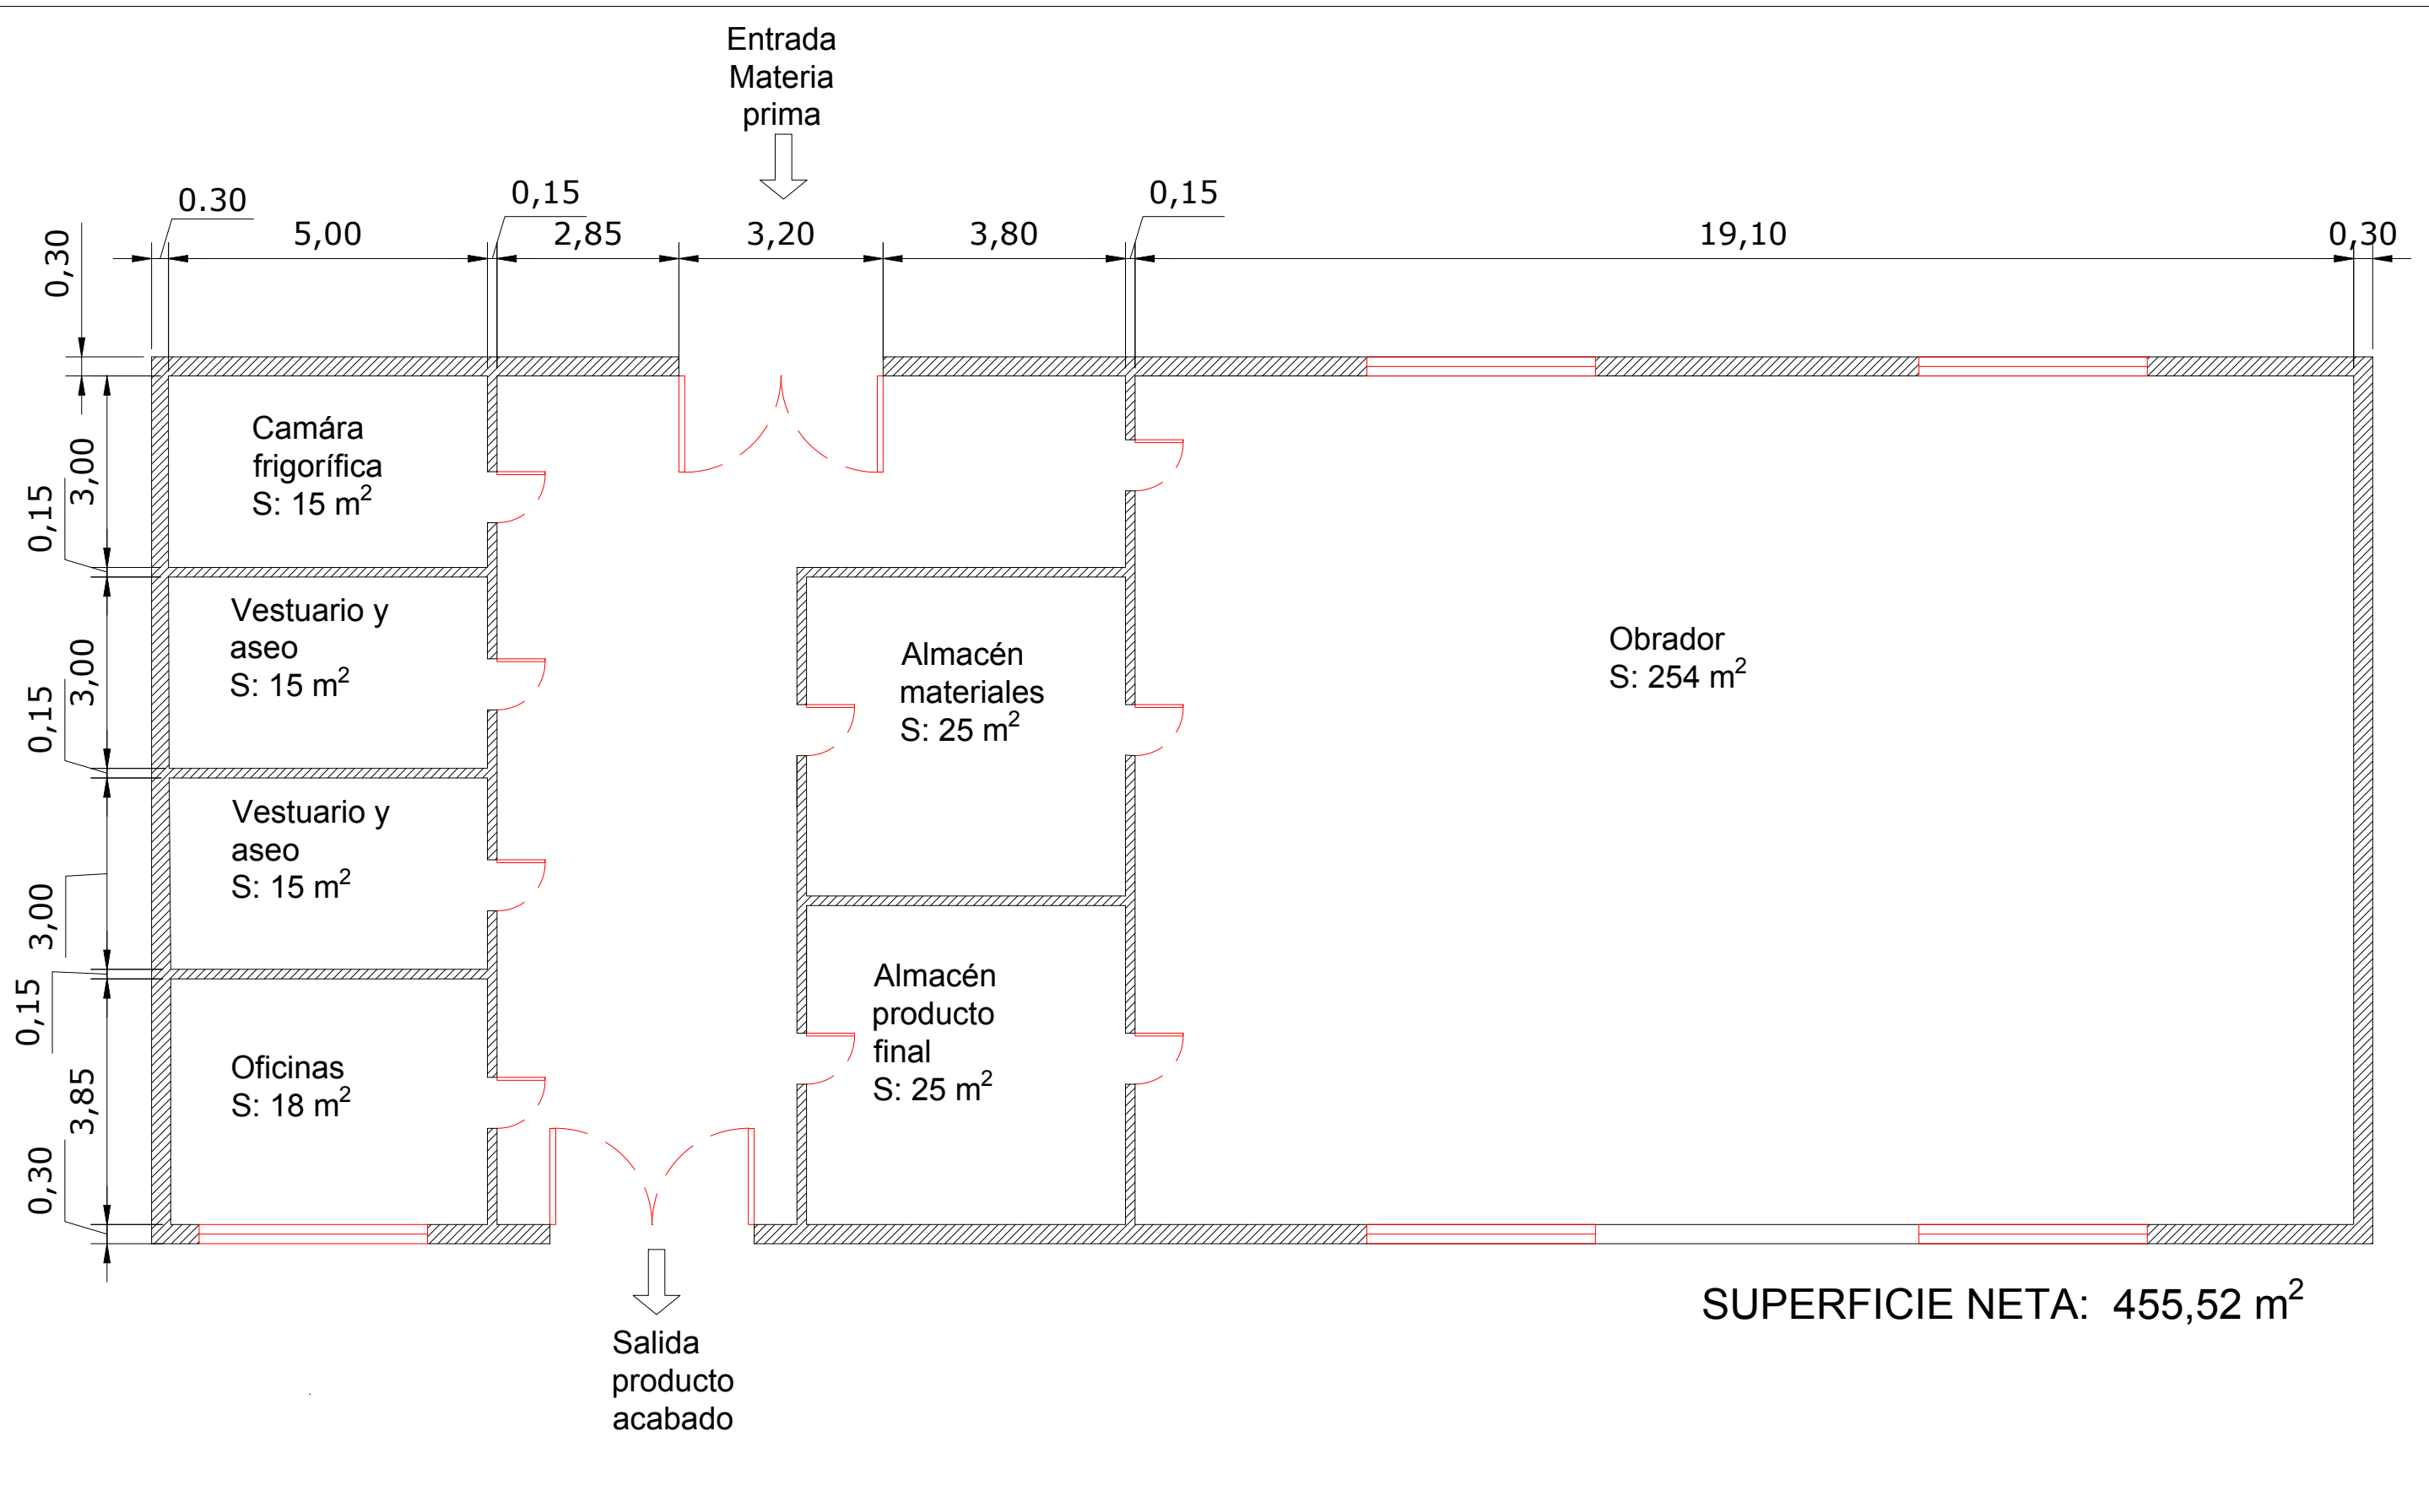 Entrada
Materia
prima
0.30
0,15
0,15
0,30
5,00
2,85
3,20
3,80
19,10
0,30
Camára
frigorífica
S: 15 m²
3,00
0,15
Vestuario y
aseo
S: 15 m²
3,00
0,15
Almacén
materiales
S: 25 m²
Obrador
S: 254 m²
Vestuario y
aseo
S: 15 m²
3,00
0,15
Almacén
producto
final
S: 25 m²
Oficinas
S: 18 m²
3,85
0,30
SUPERFICIE NETA: 455,52 m²
Salida
producto
acabado